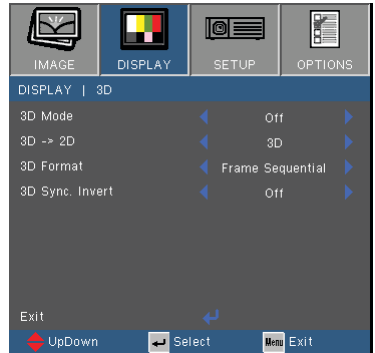 IMAGE DISPLAY SETUP OPTIONS
DISPLAY | 3D
3D Mode Off
3D -> 2D 3D
3D Format Frame Sequential
3D Sync. Invert Off
Exit
UpDown Select Menu Exit